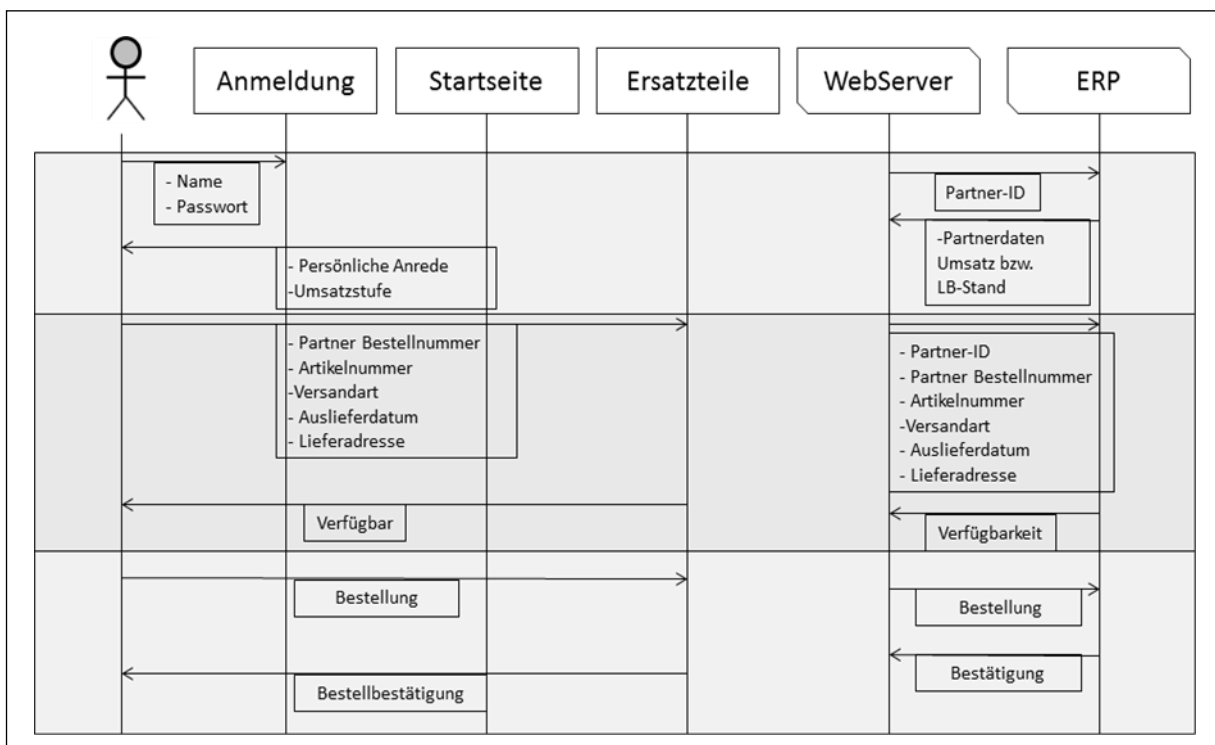 Anmeldung
Startseite
Ersatzteile
WebServer
ERP
- Name
- Passwort
Partner-ID
- Persönliche Anrede
-Umsatzstufe
-Partnerdaten
Umsatz bzw.
LB-Stand
- Partner Bestellnummer
- Artikelnummer
-Versandart
- Auslieferdatum
- Lieferadresse
- Partner-ID
- Partner Bestellnummer
- Artikelnummer
-Versandart
- Auslieferdatum
- Lieferadresse
Verfügbar
Verfügbarkeit
Bestellung
Bestellung
Bestellbestätigung
Bestätigung